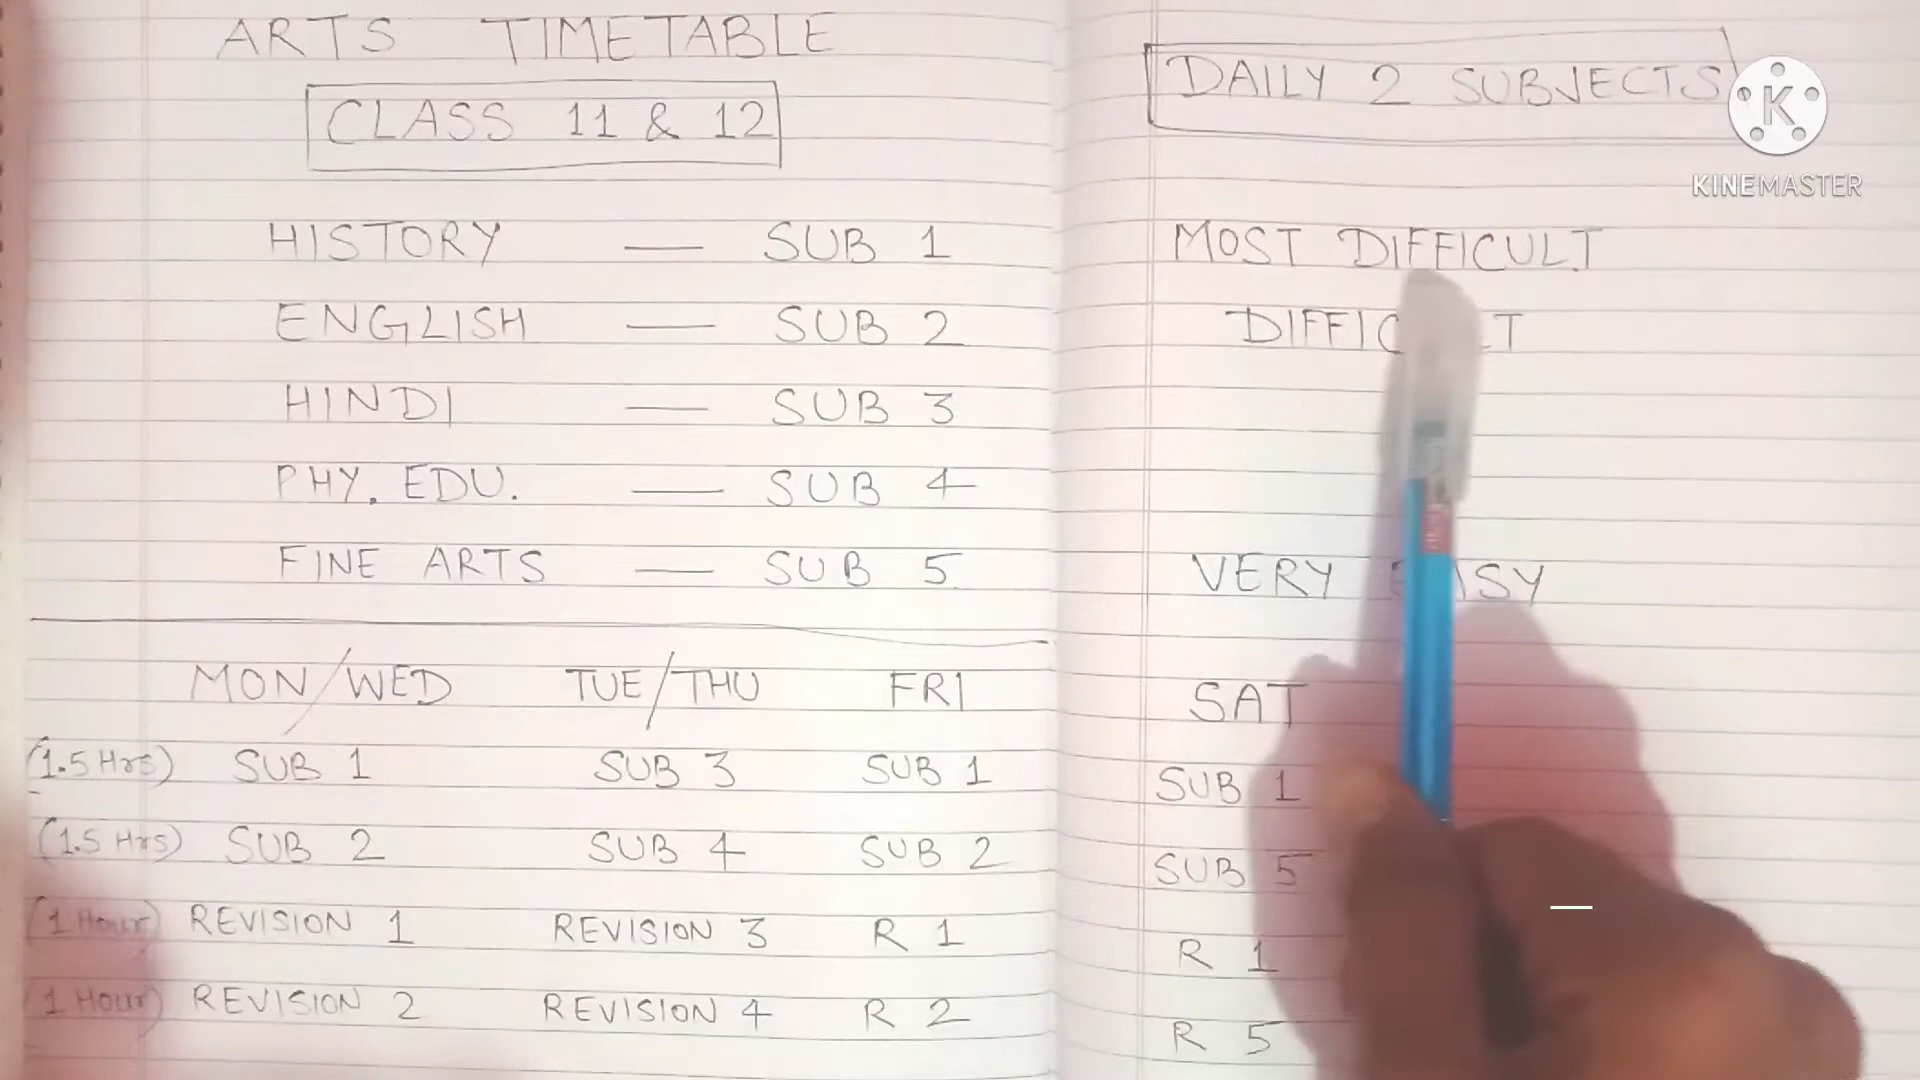 ARTS TIMETABLE
CLASS 11 & 12
HISTORY — SUB 1
ENGLISH — SUB 2
HINDI — SUB 3
PHY. EDU. — SUB 4
FINE ARTS — SUB 5
MON/WED TUE/THU FRI
(1.5 Hrs) SUB 1 SUB 3 SUB 1
(1.5 Hrs) SUB 2 SUB 4 SUB 2
(1 Hour) REVISION 1 REVISION 3 R 1
(1 Hour) REVISION 2 REVISION 4 R 2
DAILY 2 SUBJECTS
MOST DIFFICULT
DIFFICULT
VERY EASY
SAT
SUB 1
SUB 5
R 1
R 5
K
KINEMASTER